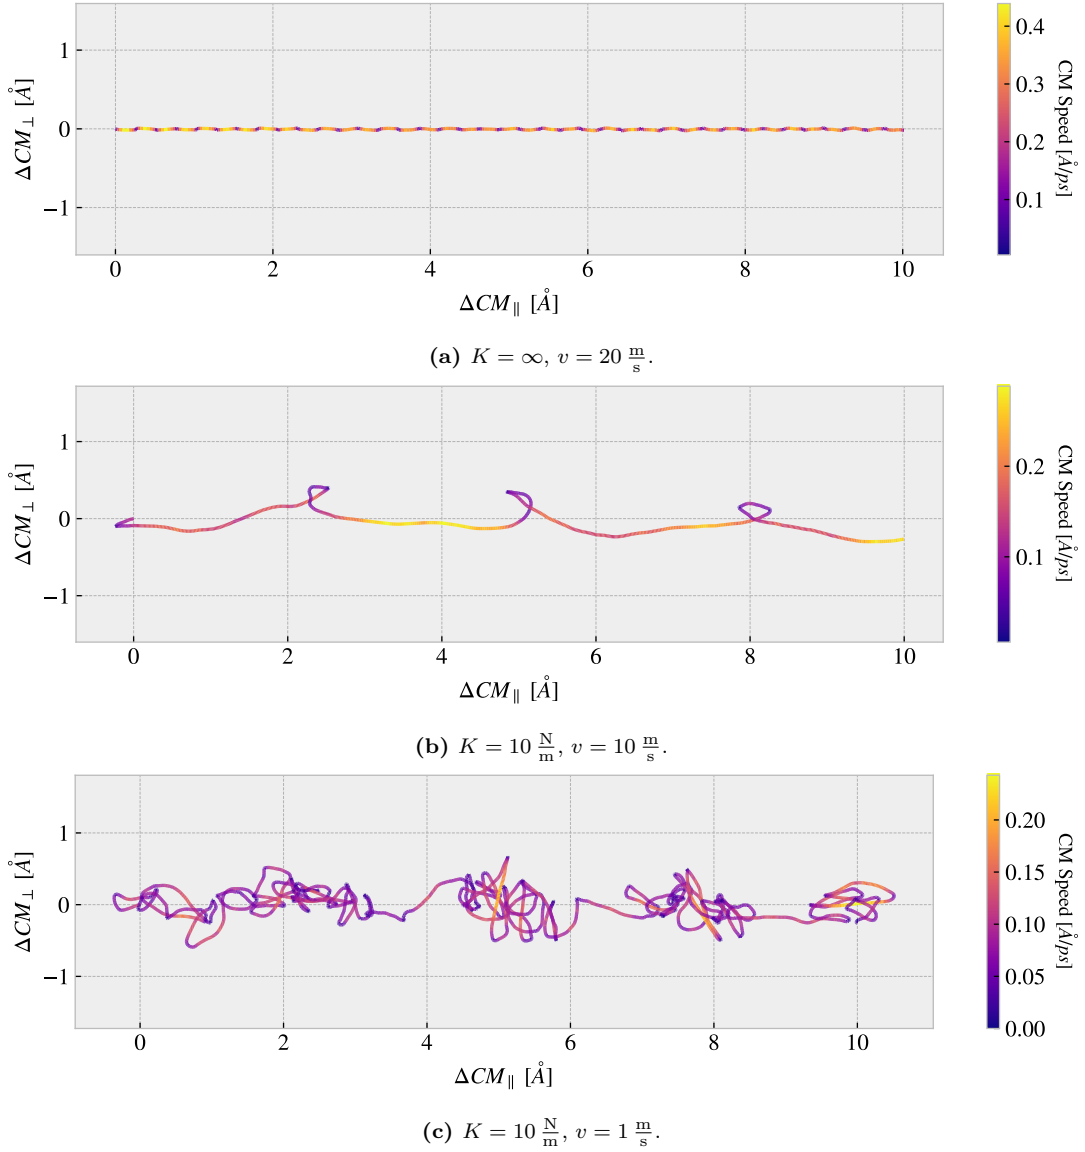 1
0
−1
ΔCM⊥ [Å]
0 2 4 6 8 10
ΔCM∥ [Å]
0.4
0.3
0.2
0.1
CM Speed [Å/ps]
(a) K = ∞, v = 20 m/s.
1
0
−1
ΔCM⊥ [Å]
0 2 4 6 8 10
ΔCM∥ [Å]
0.2
0.1
CM Speed [Å/ps]
(b) K = 10 N/m, v = 10 m/s.
1
0
−1
ΔCM⊥ [Å]
0 2 4 6 8 10
ΔCM∥ [Å]
0.20
0.15
0.10
0.05
0.00
CM Speed [Å/ps]
(c) K = 10 N/m, v = 1 m/s.